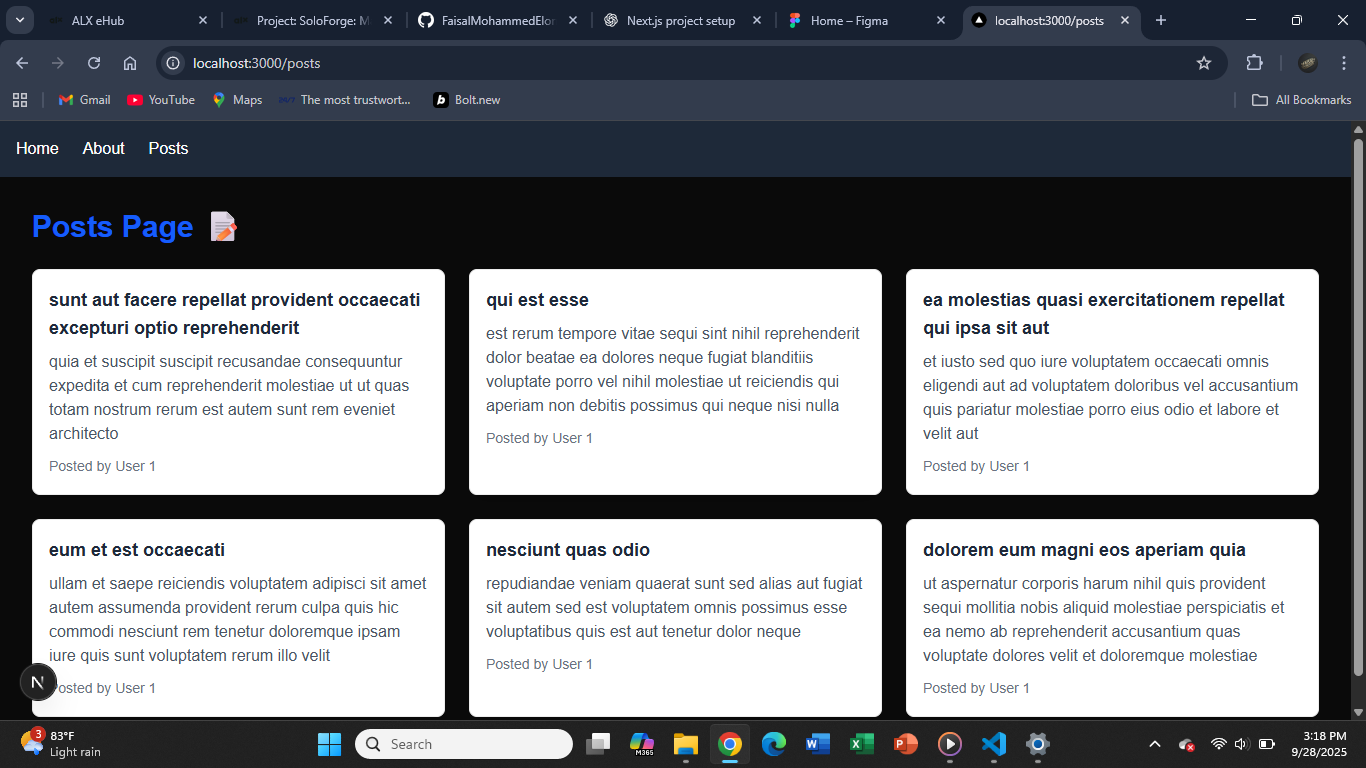 ALX eHub
Project: SoloForge: M
FaisalMohammedElor
Next.js project setup
Home – Figma
localhost:3000/posts
localhost:3000/posts
Gmail
YouTube
Maps
The most trustwort...
b
Bolt.new
All Bookmarks
Home
About
Posts
Posts Page
sunt aut facere repellat provident occaecati
excepturi optio reprehenderit
quia et suscipit suscipit recusandae consequuntur
expedita et cum reprehenderit molestiae ut ut quas
totam nostrum rerum est autem sunt rem eveniet
architecto
Posted by User 1
qui est esse
est rerum tempore vitae sequi sint nihil reprehenderit
dolor beatae ea dolores neque fugiat blanditiis
voluptate porro vel nihil molestiae ut reiciendis qui
aperiam non debitis possimus qui neque nisi nulla
Posted by User 1
ea molestias quasi exercitationem repellat
qui ipsa sit aut
et iusto sed quo iure voluptatem occaecati omnis
eligendi aut ad voluptatem doloribus vel accusantium
quis pariatur molestiae porro eius odio et labore et
velit aut
Posted by User 1
eum et est occaecati
ullam et saepe reiciendis voluptatem adipisci sit amet
autem assumenda provident rerum culpa quis hic
commodi nesciunt rem tenetur doloremque ipsam
iure quis sunt voluptatem rerum illo velit
Posted by User 1
N
nesciunt quas odio
repudiandae veniam quaerat sunt sed alias aut fugiat
sit autem sed est voluptatem omnis possimus esse
voluptatibus quis est aut tenetur dolor neque
Posted by User 1
dolorem eum magni eos aperiam quia
ut aspernatur corporis harum nihil quis provident
sequi mollitia nobis aliquid molestiae perspiciatis et
ea nemo ab reprehenderit accusantium quas
voluptate dolores velit et doloremque molestiae
Posted by User 1
3
83°F
Light rain
Search
M365
3:18 PM
9/28/2025